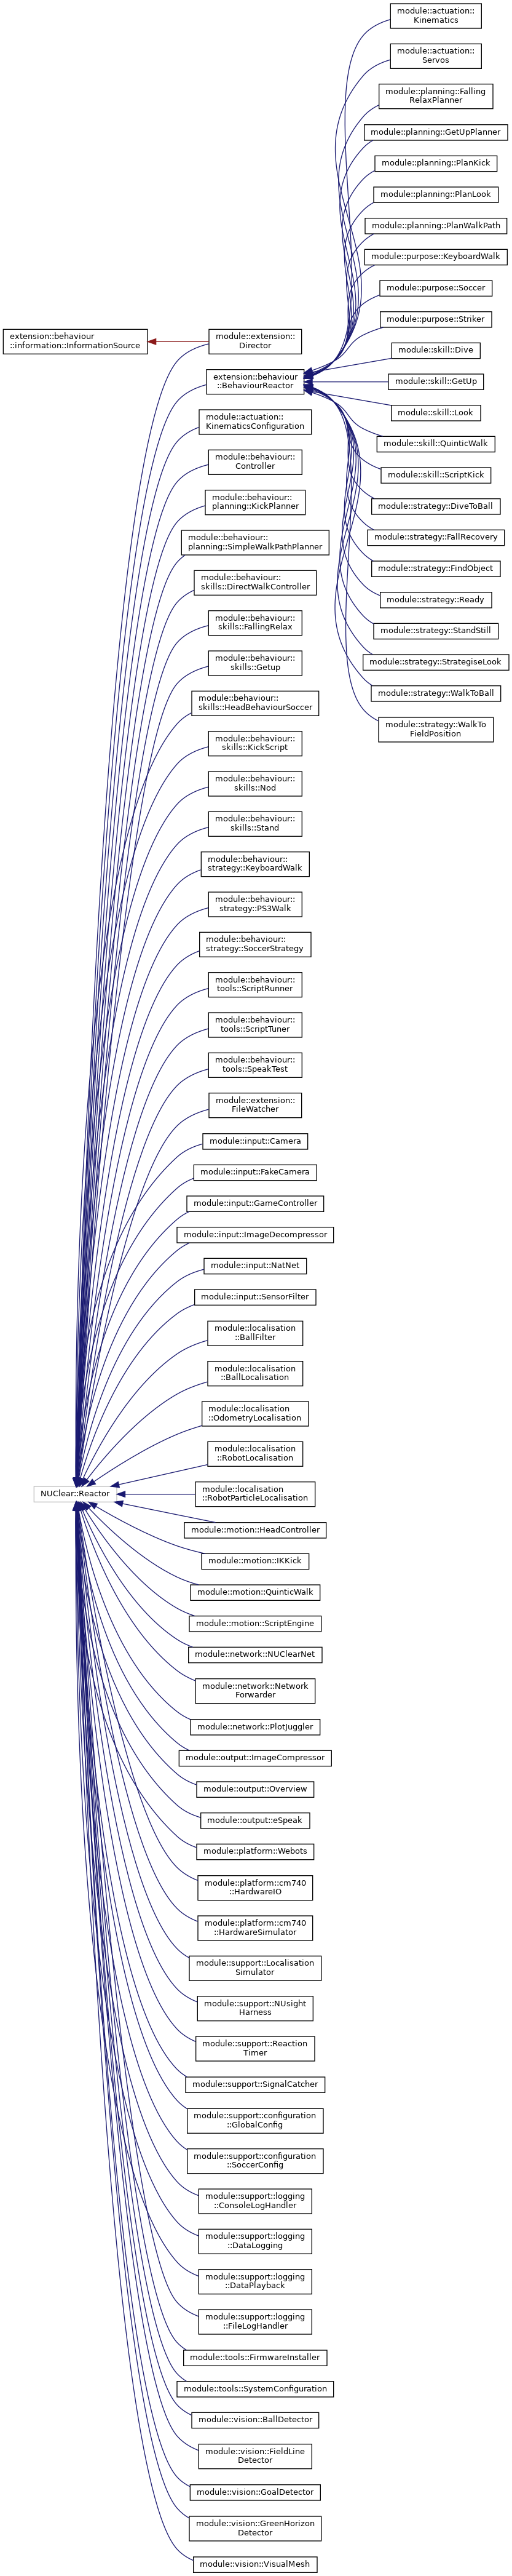 module::actuation::
Kinematics
module::actuation::
Servos
module::planning::Falling
RelaxPlanner
module::planning::GetUpPlanner
module::planning::PlanKick
module::planning::PlanLook
module::planning::PlanWalkPath
module::purpose::KeyboardWalk
module::purpose::Soccer
module::purpose::Striker
module::skill::Dive
module::skill::GetUp
module::skill::Look
module::skill::QuinticWalk
module::skill::ScriptKick
module::strategy::DiveToBall
module::strategy::FallRecovery
module::strategy::FindObject
module::strategy::Ready
module::strategy::StandStill
module::strategy::StrategiseLook
module::strategy::WalkToBall
module::strategy::WalkTo
FieldPosition
extension::behaviour
::information::InformationSource
module::extension::
Director
extension::behaviour
::BehaviourReactor
module::actuation::
KinematicsConfiguration
module::behaviour::
Controller
module::behaviour::
planning::KickPlanner
module::behaviour::
planning::SimpleWalkPathPlanner
module::behaviour::
skills::DirectWalkController
module::behaviour::
skills::FallingRelax
module::behaviour::
skills::Getup
module::behaviour::
skills::HeadBehaviourSoccer
module::behaviour::
skills::KickScript
module::behaviour::
skills::Nod
module::behaviour::
skills::Stand
module::behaviour::
strategy::KeyboardWalk
module::behaviour::
strategy::PS3Walk
module::behaviour::
strategy::SoccerStrategy
module::behaviour::
tools::ScriptRunner
module::behaviour::
tools::ScriptTuner
module::behaviour::
tools::SpeakTest
module::extension::
FileWatcher
module::input::Camera
module::input::FakeCamera
module::input::GameController
module::input::ImageDecompressor
module::input::NatNet
module::input::SensorFilter
module::localisation
::BallFilter
module::localisation
::BallLocalisation
module::localisation
::OdometryLocalisation
module::localisation
::RobotLocalisation
NUClear::Reactor
module::localisation
::RobotParticleLocalisation
module::motion::HeadController
module::motion::IKKick
module::motion::QuinticWalk
module::motion::ScriptEngine
module::network::NUClearNet
module::network::Network
Forwarder
module::network::PlotJuggler
module::output::ImageCompressor
module::output::Overview
module::output::eSpeak
module::platform::Webots
module::platform::cm740
::HardwareIO
module::platform::cm740
::HardwareSimulator
module::support::Localisation
Simulator
module::support::NUsight
Harness
module::support::Reaction
Timer
module::support::SignalCatcher
module::support::configuration
::GlobalConfig
module::support::configuration
::SoccerConfig
module::support::logging
::ConsoleLogHandler
module::support::logging
::DataLogging
module::support::logging
::DataPlayback
module::support::logging
::FileLogHandler
module::tools::FirmwareInstaller
module::tools::SystemConfiguration
module::vision::BallDetector
module::vision::FieldLine
Detector
module::vision::GoalDetector
module::vision::GreenHorizon
Detector
module::vision::VisualMesh